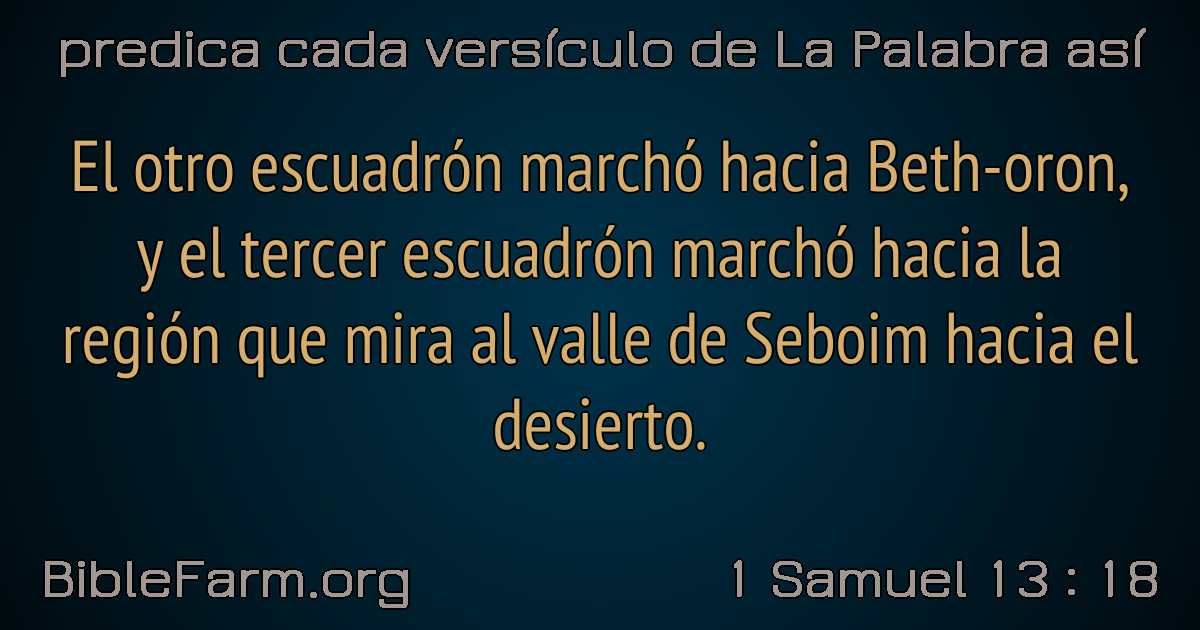 predica cada versículo de La Palabra así
El otro escuadrón marchó hacia Beth-oron,
y el tercer escuadrón marchó hacia la
región que mira al valle de Seboim hacia el
desierto.
BibleFarm.org
1 Samuel 13 : 18